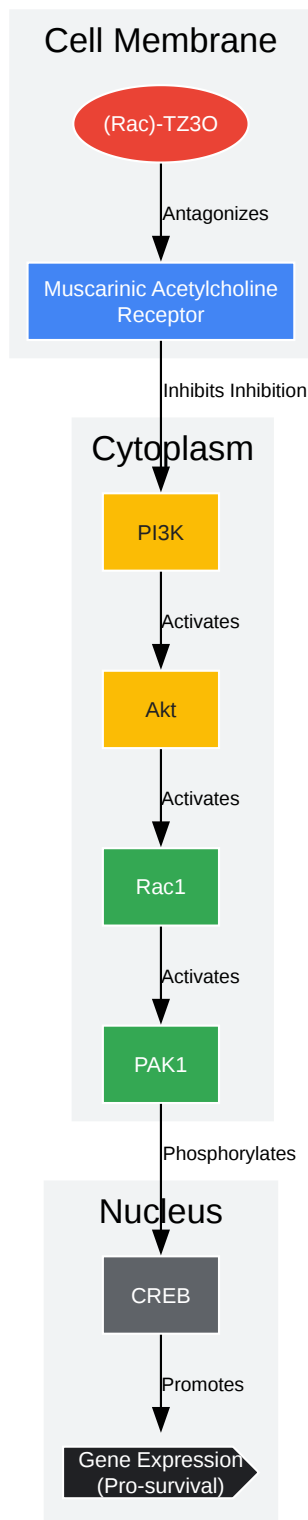 Cell Membrane
(Rac)-TZ3O
Antagonizes
Muscarinic Acetylcholine
Receptor
Inhibits Inhibition
Cytoplasm
PI3K
Activates
Akt
Activates
Rac1
Activates
PAK1
Phosphorylates
Nucleus
CREB
Promotes
Gene Expression
(Pro-survival)